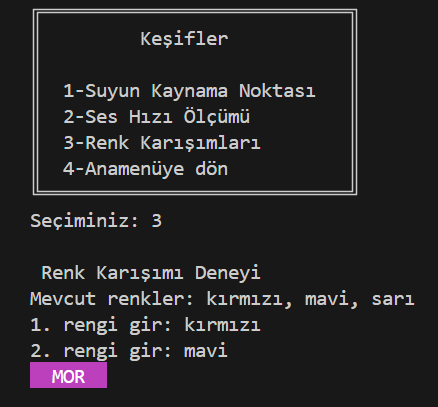 Keşifler
1-Suyun Kaynama Noktası
2-Ses Hızı Ölçümü
3-Renk Karışımları
4-Anamenüye dön
Seçiminiz: 3
Renk Karışımı Deneyi
Mevcut renkler: kırmızı, mavi, sarı
1. rengi gir: kırmızı
2. rengi gir: mavi
MOR